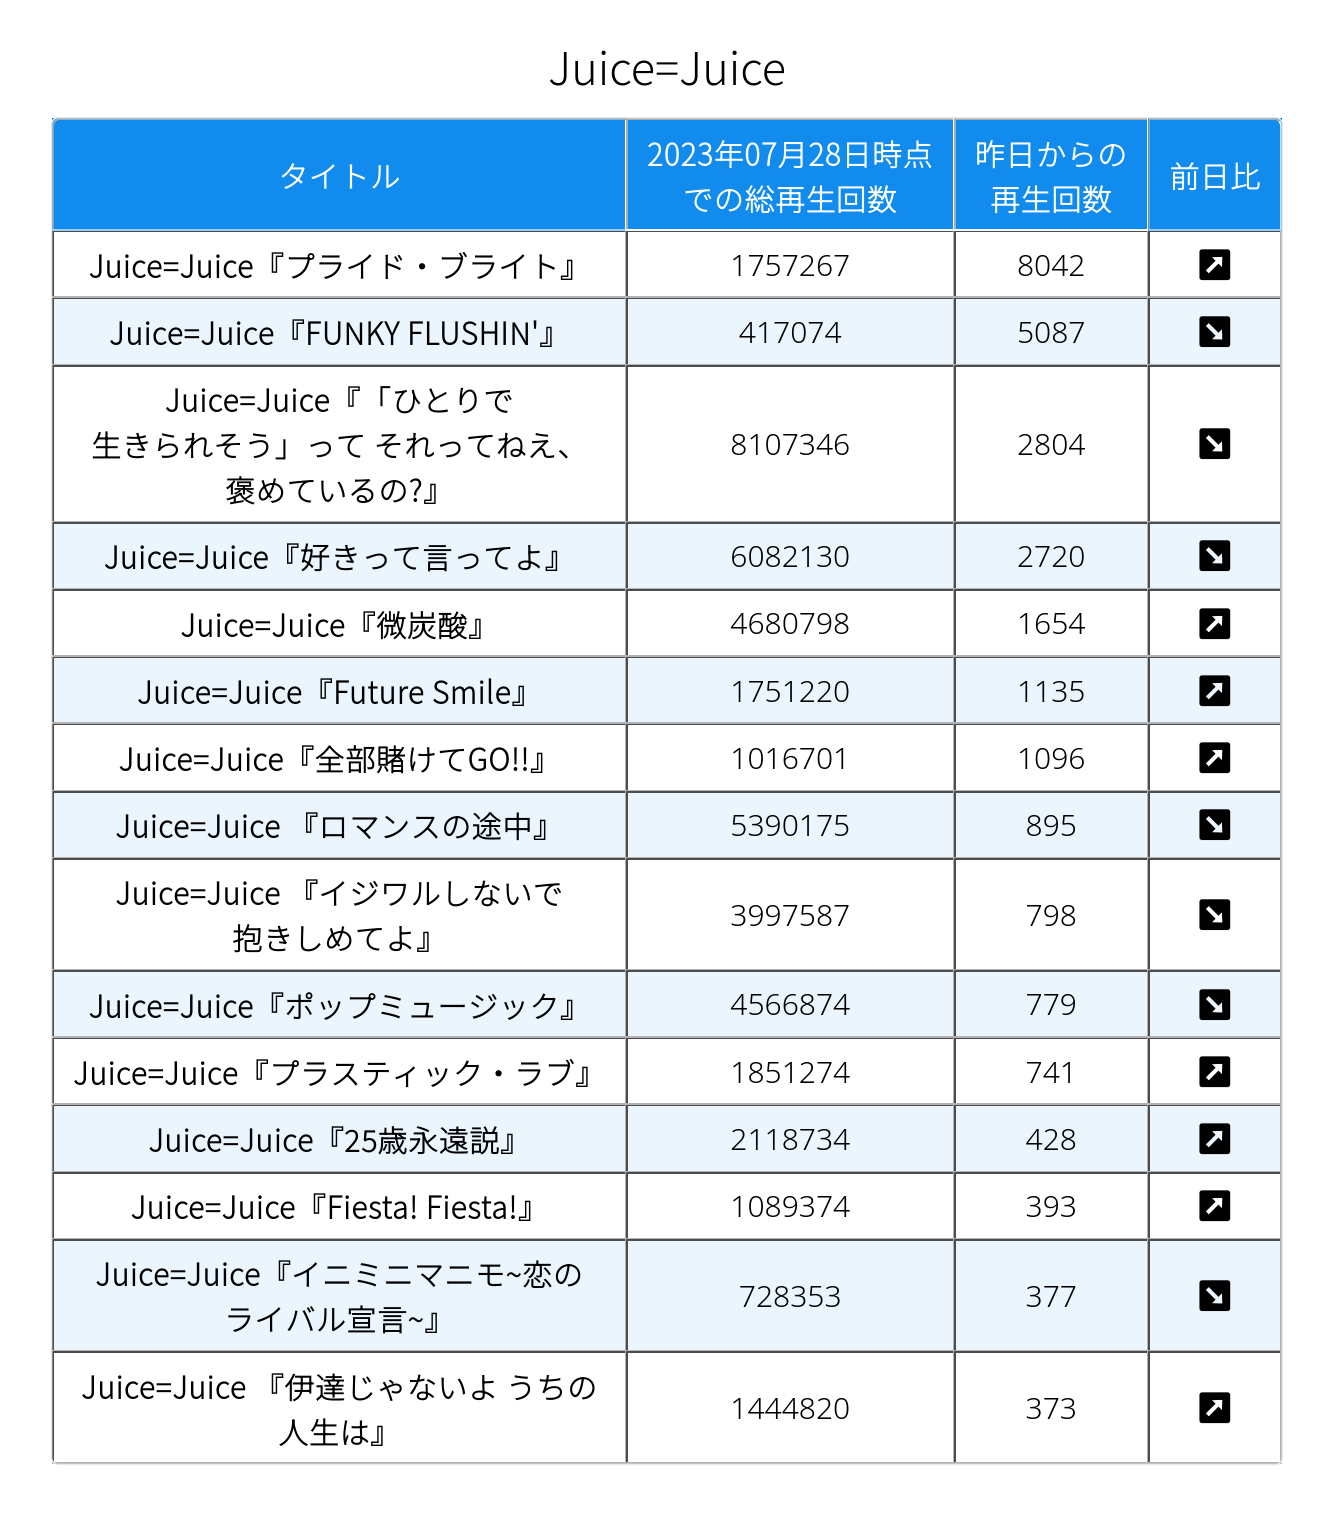 Juice=Juice
タイトル
2023年07月28日時点
での総再生回数
昨日からの
再生回数
前日比
Juice=Juice『プライド・ブライト』
1757267
8042
Juice=Juice『FUNKY FLUSHIN'』
417074
5087
Juice=Juice『「ひとりで
生きられそう」って それってねえ、
褒めているの?』
8107346
2804
Juice=Juice『好きって言ってよ』
6082130
2720
Juice=Juice『微炭酸』
4680798
1654
Juice=Juice『Future Smile』
1751220
1135
Juice=Juice『全部賭けてGO!!』
1016701
1096
Juice=Juice 『ロマンスの途中』
5390175
895
Juice=Juice 『イジワルしないで
抱きしめてよ』
3997587
798
Juice=Juice『ポップミュージック』
4566874
779
Juice=Juice『プラスティック・ラブ』
1851274
741
Juice=Juice『25歳永遠説』
2118734
428
Juice=Juice『Fiesta! Fiesta!』
1089374
393
Juice=Juice『イニミニマニモ~恋の
ライバル宣言~』
728353
377
Juice=Juice 『伊達じゃないよ うちの
人生は』
1444820
373